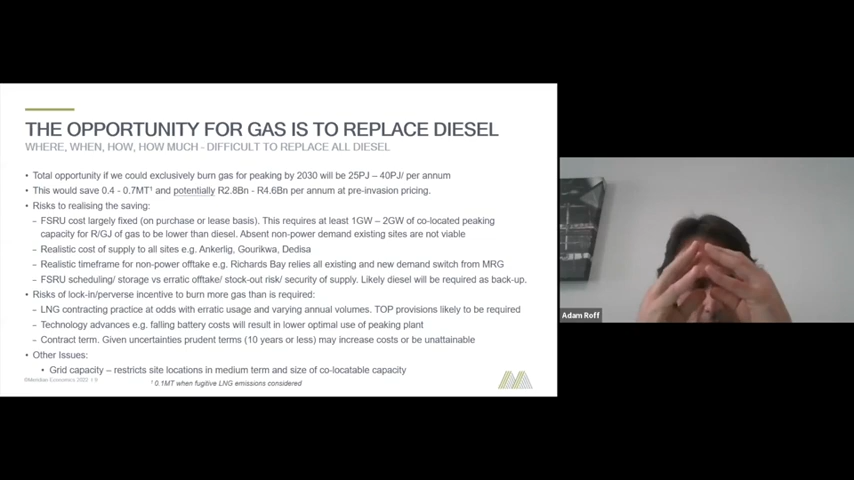 THE OPPORTUNITY FOR GAS IS TO REPLACE DIESEL
WHERE, WHEN, HOW, HOW MUCH - DIFFICULT TO REPLACE ALL DIESEL
• Total opportunity if we could exclusively burn gas for peaking by 2030 will be 25PJ – 40PJ/ per annum
• This would save 0.4 - 0.7MT¹ and potentially R2.8Bn - R4.6Bn per annum at pre-invasion pricing.
• Risks to realising the saving:
– FSRU cost largely fixed (on purchase or lease basis). This requires at least 1GW – 2GW of co-located peaking
capacity for R/GJ of gas to be lower than diesel. Absent non-power demand existing sites are not viable
– Realistic cost of supply to all sites e.g. Ankerlig, Gourikwa, Dedisa
– Realistic timeframe for non-power offtake e.g. Richards Bay relies all existing and new demand switch from MRG
– FSRU scheduling/ storage vs erratic offtake/ stock-out risk/ security of supply. Likely diesel will be required as back-up.
• Risks of lock-in/perverse incentive to burn more gas than is required:
– LNG contracting practice at odds with erratic usage and varying annual volumes. TOP provisions likely to be required
– Technology advances e.g. falling battery costs will result in lower optimal use of peaking plant
– Contract term. Given uncertainties prudent terms (10 years or less) may increase costs or be unattainable
• Other Issues:
• Grid capacity – restricts site locations in medium term and size of co-locatable capacity
©Meridian Economics 2022 | 9
¹ 0.1MT when fugitive LNG emissions considered
Adam Roff